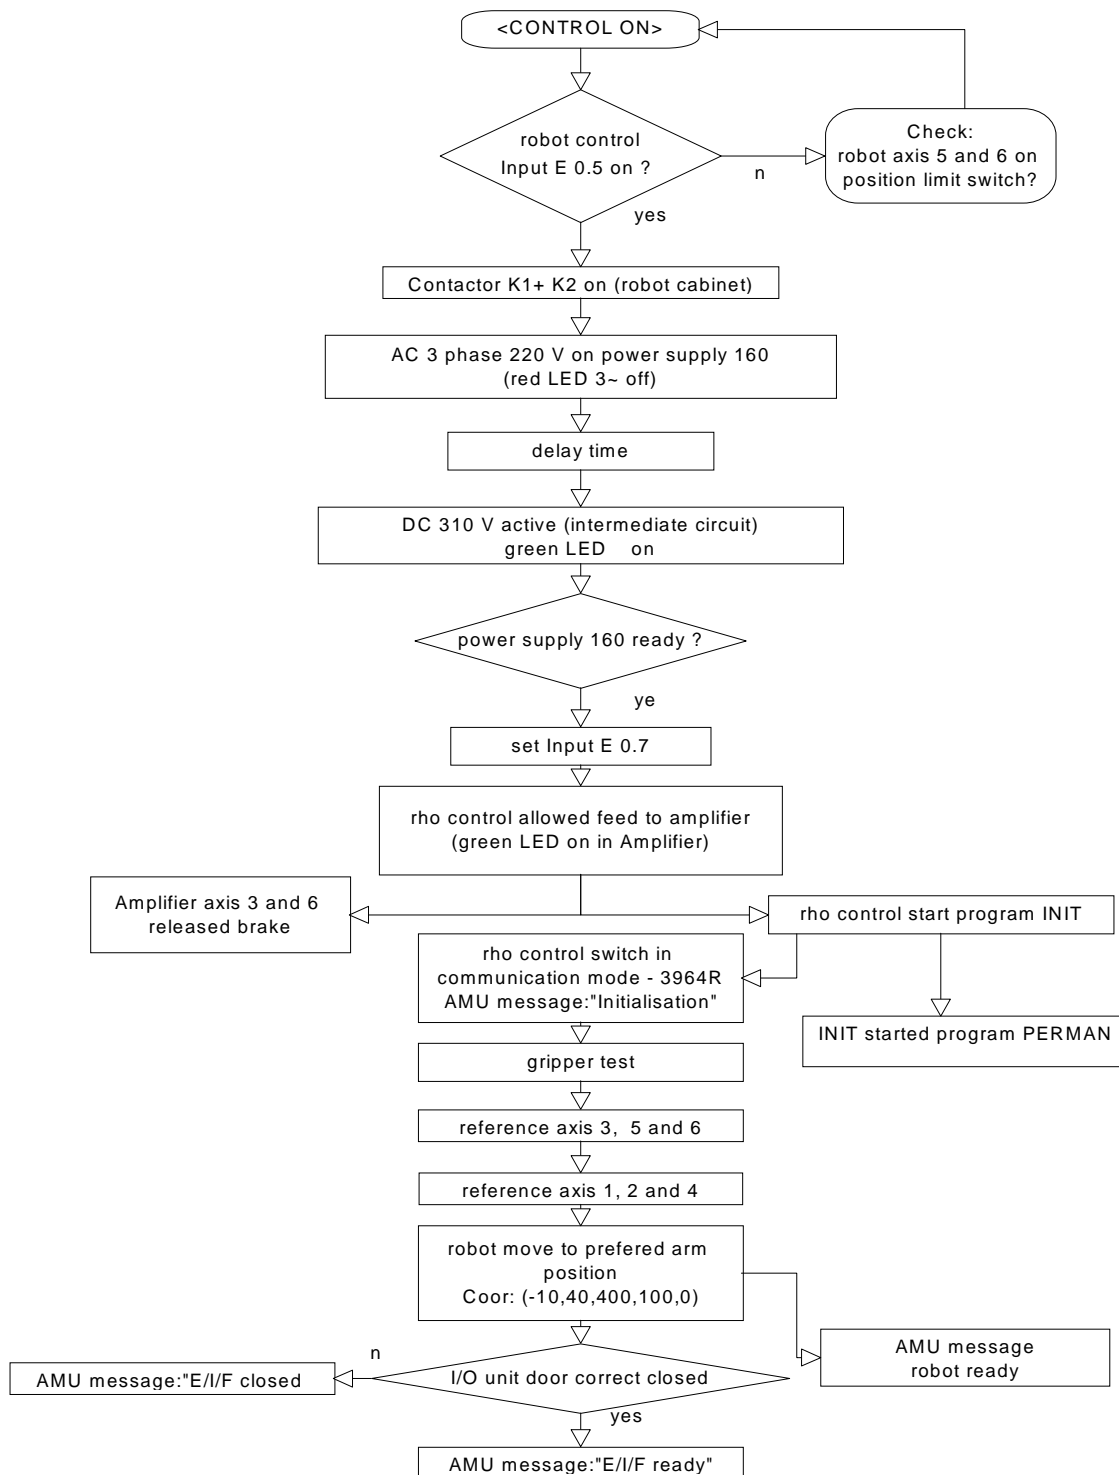 <CONTROL ON>
robot control
Input E 0.5 on ?
n
Check:
robot axis 5 and 6 on
position limit switch?
yes
Contactor K1+ K2 on (robot cabinet)
AC 3 phase 220 V on power supply 160
(red LED 3~ off)
delay time
DC 310 V active (intermediate circuit)
green LED on
power supply 160 ready ?
ye
set Input E 0.7
rho control allowed feed to amplifier
(green LED on in Amplifier)
Amplifier axis 3 and 6
released brake
rho control start program INIT
rho control switch in
communication mode - 3964R
AMU message:"Initialisation"
INIT started program PERMAN
gripper test
reference axis 3, 5 and 6
reference axis 1, 2 and 4
robot move to prefered arm
position
Coor: (-10,40,400,100,0)
AMU message
robot ready
n
I/O unit door correct closed
AMU message:"E/I/F closed
yes
AMU message:"E/I/F ready"